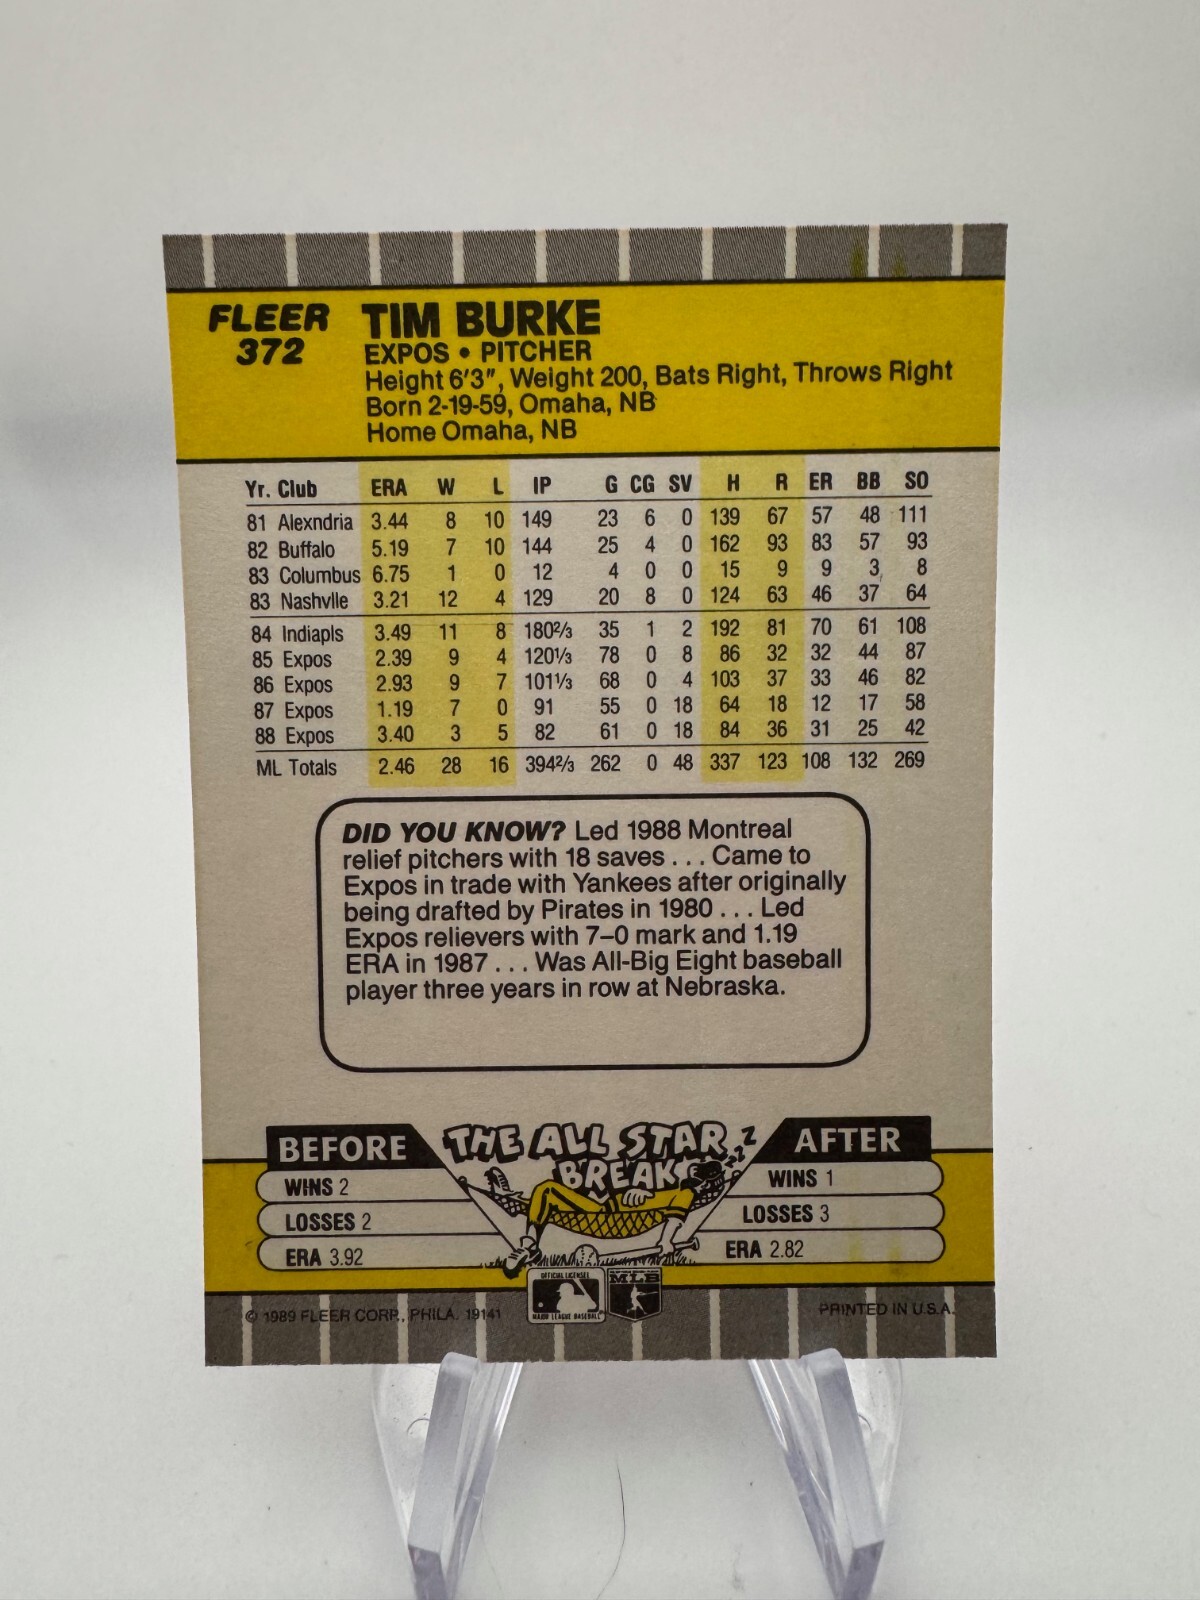 FLEER
372
TIM BURKE
EXPOS • PITCHER
Height 6'3", Weight 200, Bats Right, Throws Right
Born 2-19-59, Omaha, NB
Home Omaha, NB
Yr. Club ERA W L IP G CG SV H R ER BB SO
81 Alexndria 3.44 8 10 149 23 6 0 139 67 57 48 111
82 Buffalo 5.19 7 10 144 25 4 0 162 93 83 57 93
83 Columbus 6.75 1 0 12 4 0 0 15 9 9 3 8
83 Nashvlle 3.21 12 4 129 20 8 0 124 63 46 37 64
84 Indiapls 3.49 11 8 180⅔ 35 1 2 192 81 70 61 108
85 Expos 2.39 9 4 120⅓ 78 0 8 86 32 32 44 87
86 Expos 2.93 9 7 101⅓ 68 0 4 103 37 33 46 82
87 Expos 1.19 7 0 91 55 0 18 64 18 12 17 58
88 Expos 3.40 3 5 82 61 0 18 84 36 31 25 42
ML Totals 2.46 28 16 394⅔ 262 0 48 337 123 108 132 269
DID YOU KNOW? Led 1988 Montreal
relief pitchers with 18 saves . . . Came to
Expos in trade with Yankees after originally
being drafted by Pirates in 1980 . . . Led
Expos relievers with 7–0 mark and 1.19
ERA in 1987 . . . Was All-Big Eight baseball
player three years in row at Nebraska.
THE ALL STAR
BREAK
ZZZZ
BEFORE
WINS 2
LOSSES 2
ERA 3.92
AFTER
WINS 1
LOSSES 3
ERA 2.82
© 1989 FLEER CORP., PHILA. 19141
OFFICIAL LICENSEE
MAJOR LEAGUE BASEBALL
MLB
PRINTED IN U.S.A.